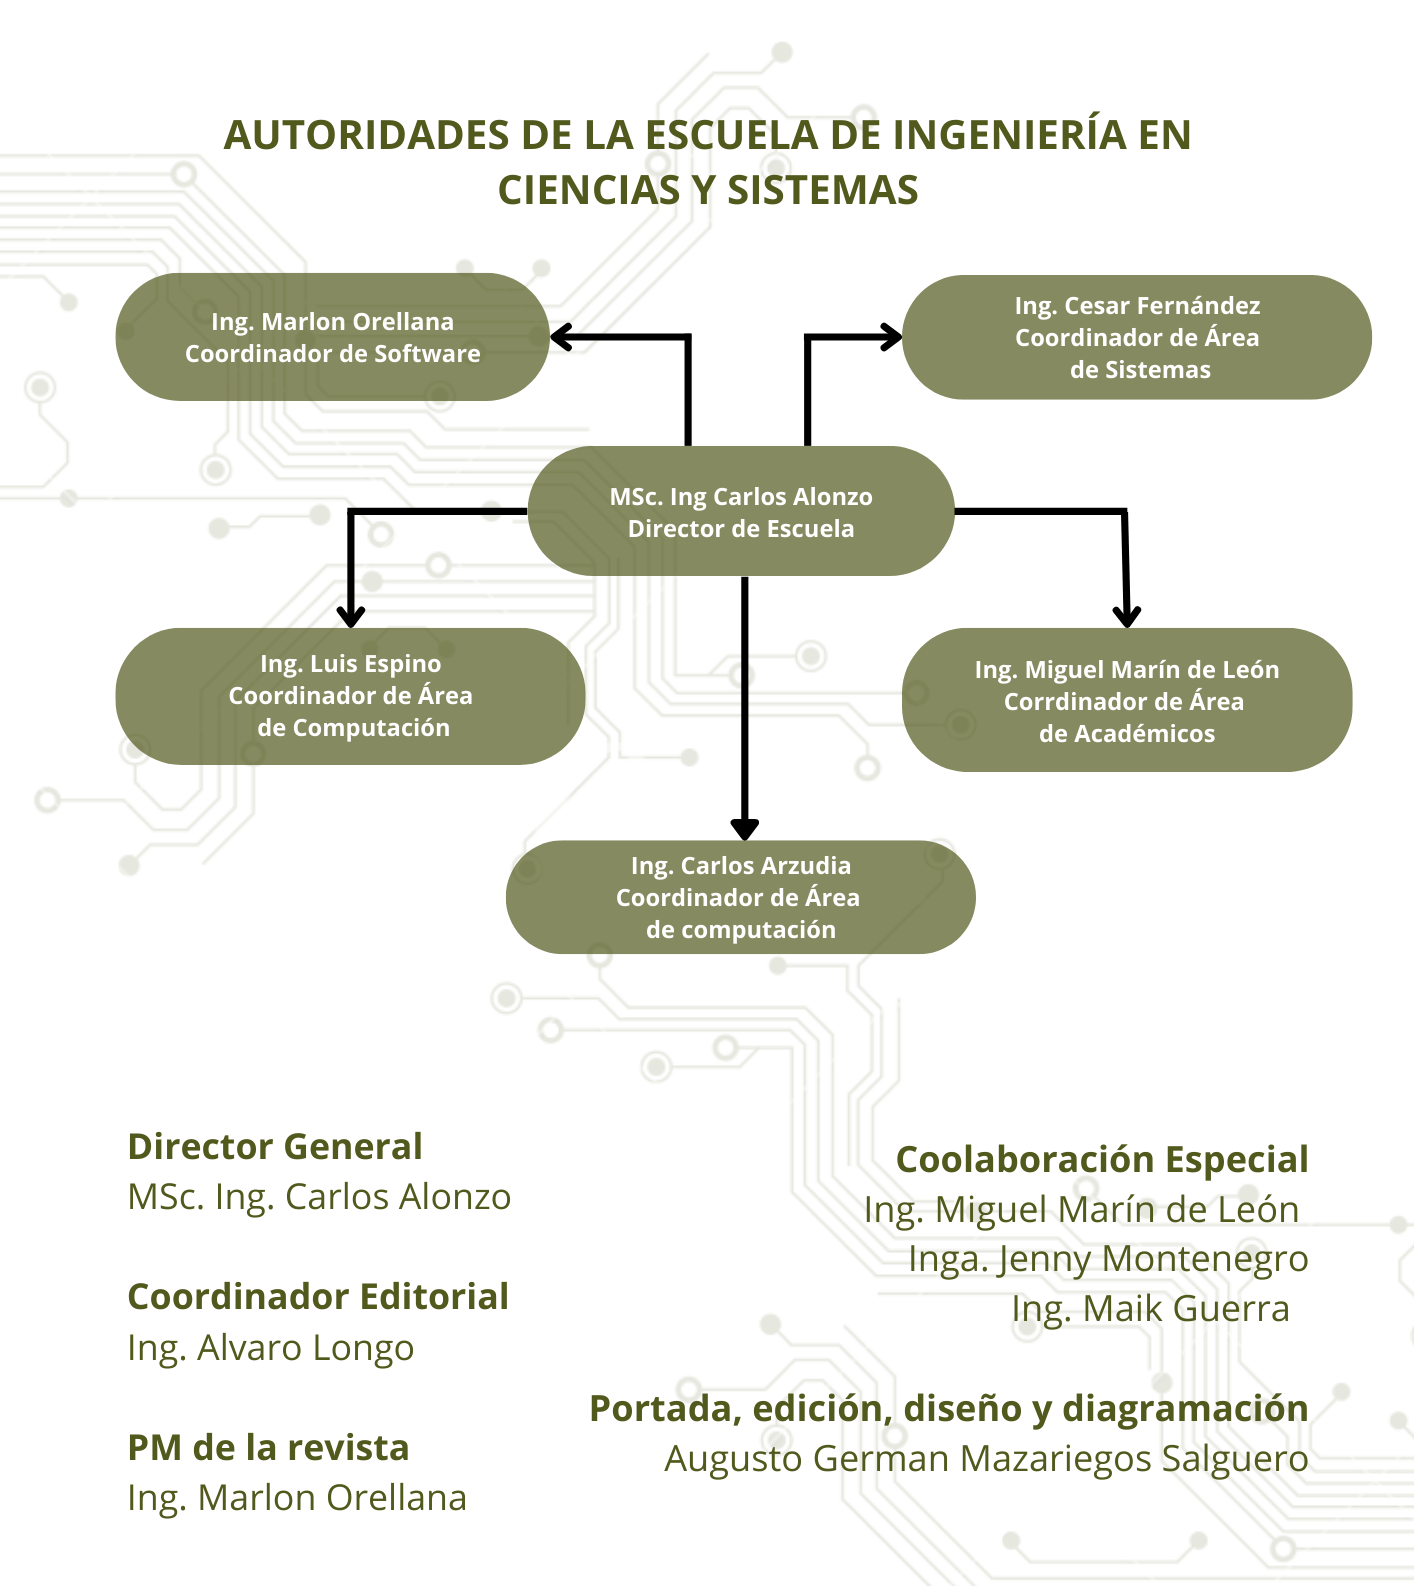 AUTORIDADES DE LA ESCUELA DE INGENIERÍA EN
CIENCIAS Y SISTEMAS
Ing. Marlon Orellana
Coordinador de Software
Ing. Cesar Fernández
Coordinador de Área
de Sistemas
MSc. Ing Carlos Alonzo
Director de Escuela
Ing. Luis Espino
Coordinador de Área
de Computación
Ing. Miguel Marín de León
Corrdinador de Área
de Académicos
Ing. Carlos Arzudia
Coordinador de Área
de computación
Director General
MSc. Ing. Carlos Alonzo
Coordinador Editorial
Ing. Alvaro Longo
PM de la revista
Ing. Marlon Orellana
Coolaboración Especial
Ing. Miguel Marín de León
Inga. Jenny Montenegro
Ing. Maik Guerra
Portada, edición, diseño y diagramación
Augusto German Mazariegos Salguero